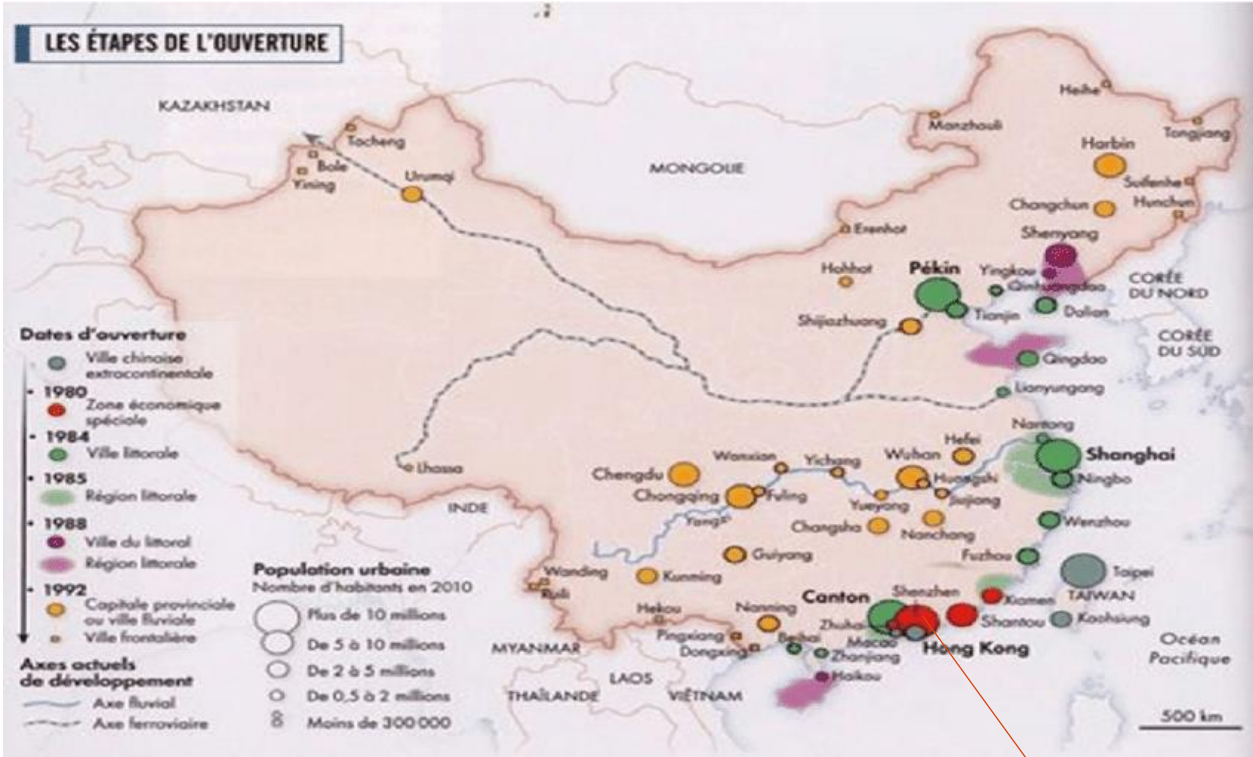 LES ÉTAPES DE L'OUVERTURE
KAZAKHSTAN
Tacheng
Bole
Yining
Urumqi
MONGOLIE
Heihe
Manzhouli
Tongjiang
Harbin
Suifenhe
Hunchun
Changchun
Erenhot
Shenyang
Hohhot
Pékin
Yingkou
Qinhuangdao
CORÉE
DU NORD
Shijiazhuang
Tianjin
Dalian
CORÉE
DU SUD
Qingdao
Lianyungang
Dates d'ouverture
Ville chinoise
extracontinentale
1980
Zone économique
spéciale
1984
Ville littorale
1985
Région littorale
1988
Ville du littoral
Région littorale
1992
Capitale provinciale
ou ville fluviale
Ville frontalière
Axes actuels
de développement
Axe fluvial
Axe ferroviaire
Population urbaine
Nombre d'habitants en 2010
Plus de 10 millions
De 5 à 10 millions
De 2 à 5 millions
De 0,5 à 2 millions
Moins de 300 000
Lhassa
INDE
Nantong
Shanghai
Ningbo
Hefei
Wuhan
Huangshi
Jiujiang
Wanxian
Yichang
Chengdu
Chongqing
Fuling
Yueyang
Changsha
Nanchang
Wenzhou
Guiyang
Fuzhou
Kunming
Wanding
Ruili
Taipei
TAIWAN
Kaohsiung
Xiamen
Shantou
Shenzhen
Canton
Zhuhai
Macau
Hong Kong
Hekou
Nanning
Pingxiang
Dongxing
Beihai
Zhanjiang
Haikou
MYANMAR
LAOS
THAÏLANDE
VIÊTNAM
Océan
Pacifique
500 km